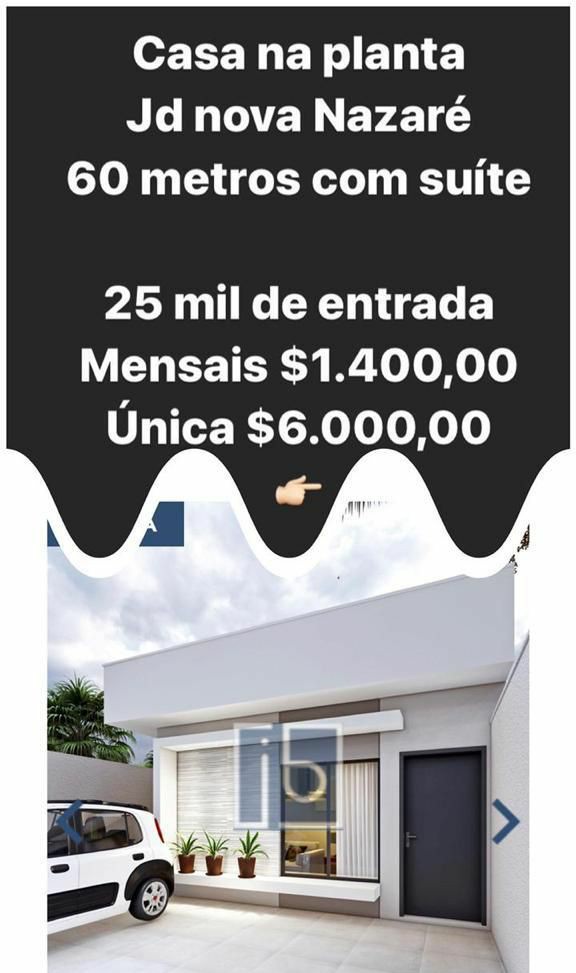 Casa na planta
Jd nova Nazaré
60 metros com suíte
25 mil de entrada
Mensais $1.400,00
Única $6.000,00